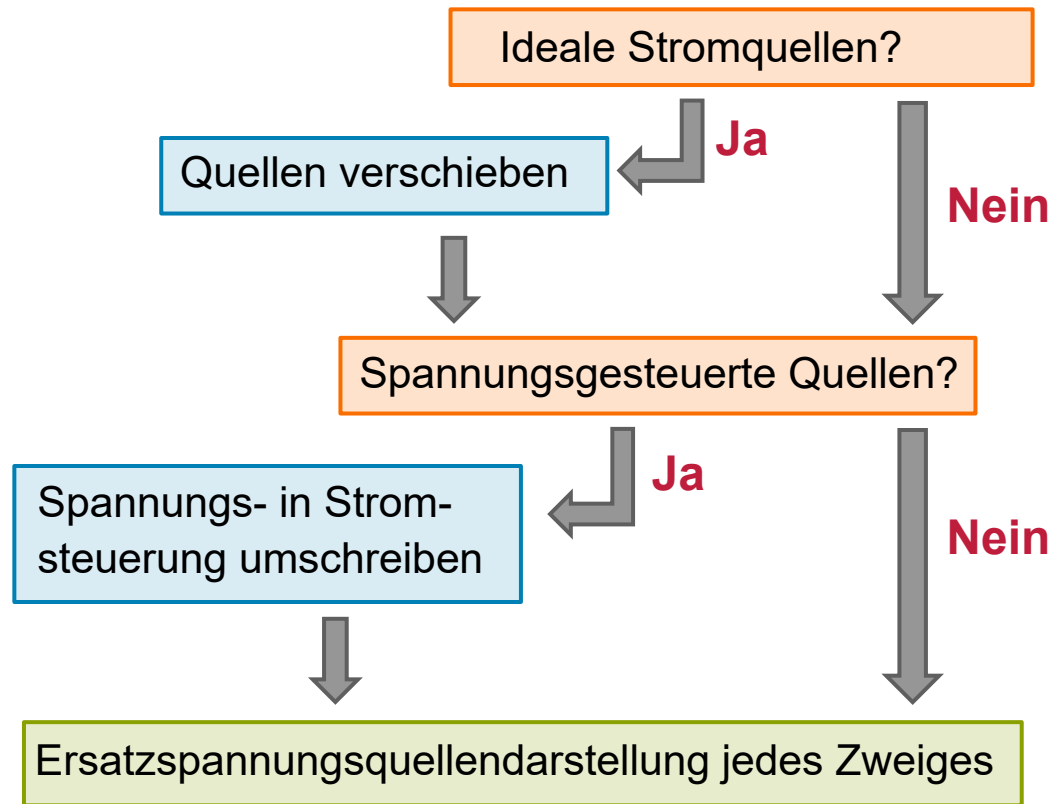 Ideale Stromquellen?
Ja
Quellen verschieben
Nein
Spannungsgesteuerte Quellen?
Ja
Spannungs- in Strom-
steuerung umschreiben
Nein
Ersatzspannungsquellendarstellung jedes Zweiges